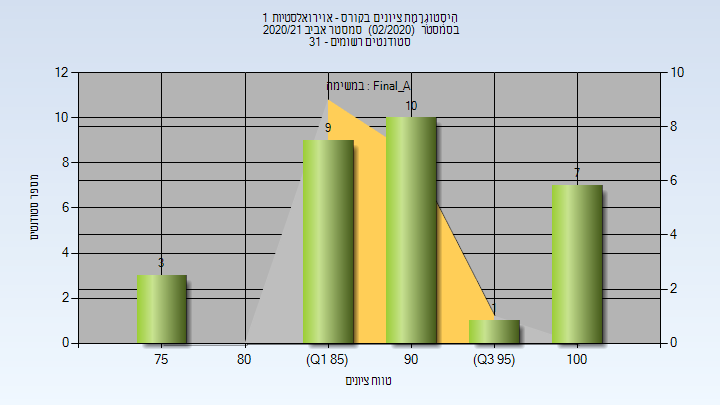 היסטוגרמת ציונים בקורס - אוירואלסטיות 1
בסמסטר (02/2020) סמסטר אביב 2020/21
סטודנטים רשומים - 31
במשימה : Final_A
12
10
8
6
4
2
0
10
8
6
4
2
0
3
9
10
1
7
75
80
(Q1 85)
90
(Q3 95)
100
מספר סטודנטים
טווח ציונים